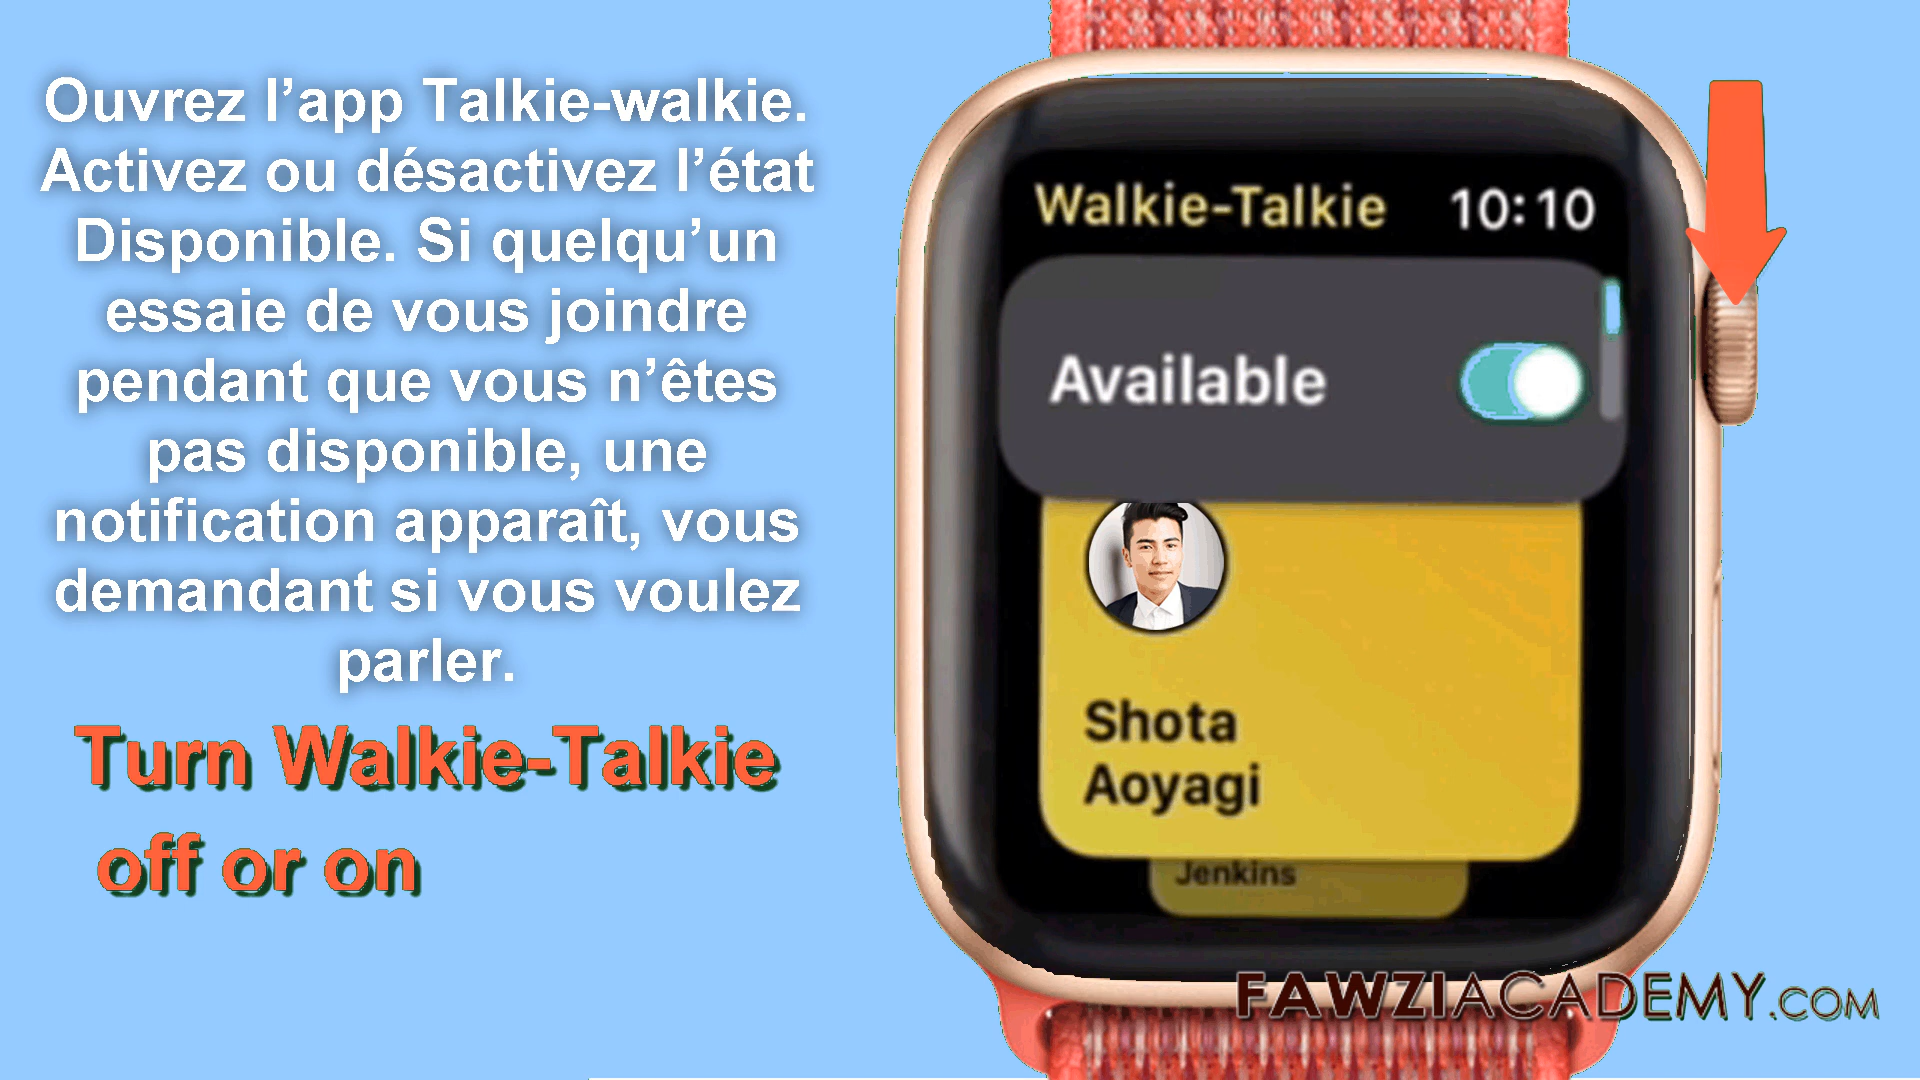 Ouvrez l’app Talkie-walkie.
Activez ou désactivez l’état
Disponible. Si quelqu’un
essaie de vous joindre
pendant que vous n’êtes
pas disponible, une
notification apparaît, vous
demandant si vous voulez
parler.
Turn Walkie-Talkie
off or on
Walkie-Talkie 10:10
Available
Shota
Aoyagi
Jenkins
FAWZIACADEMY.COM